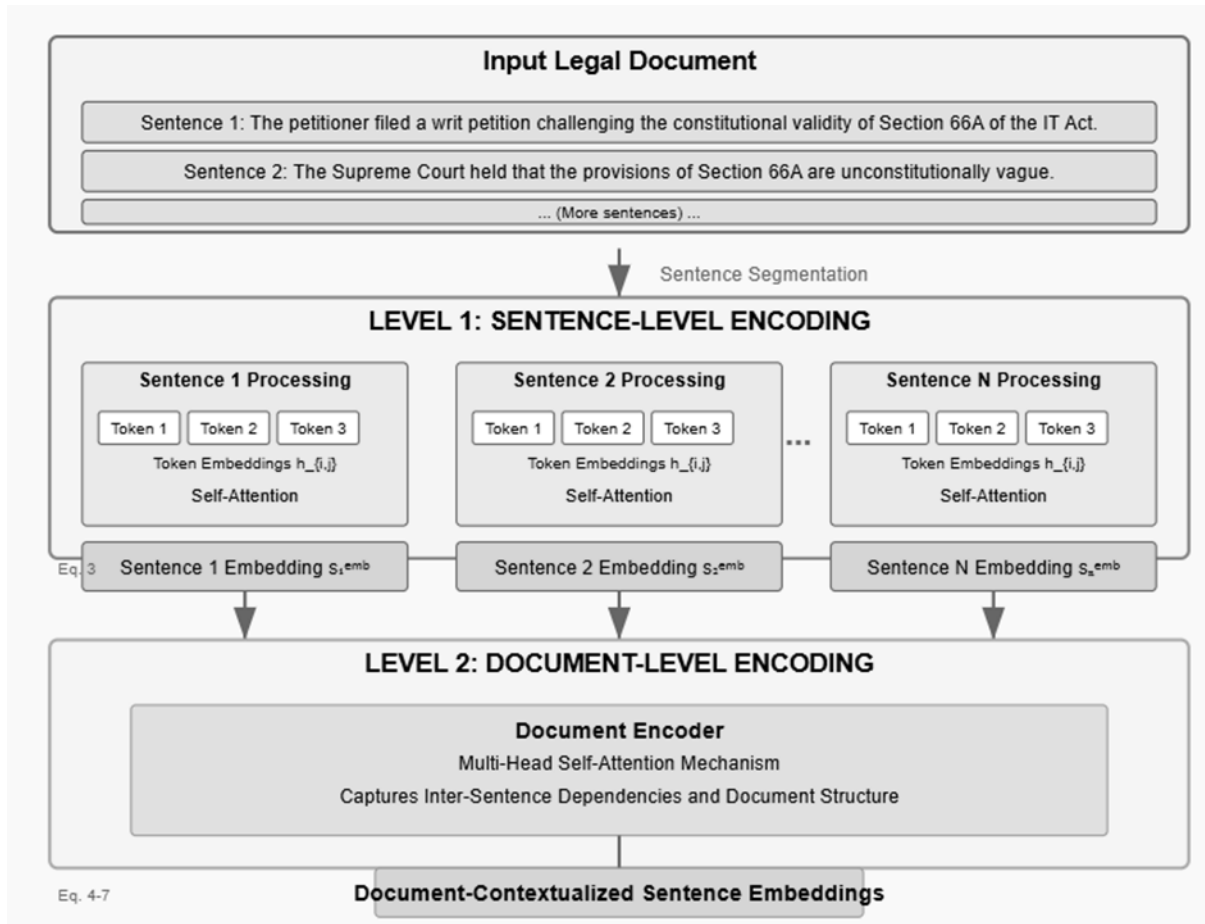 Input Legal Document
Sentence 1: The petitioner filed a writ petition challenging the constitutional validity of Section 66A of the IT Act.
Sentence 2: The Supreme Court held that the provisions of Section 66A are unconstitutionally vague.
... (More sentences) ...
Sentence Segmentation
LEVEL 1: SENTENCE-LEVEL ENCODING
Sentence 1 Processing
Token 1 Token 2 Token 3
Token Embeddings h_{i,j}
Self-Attention
Sentence 2 Processing
Token 1 Token 2 Token 3
Token Embeddings h_{i,j}
Self-Attention
...
Sentence N Processing
Token 1 Token 2 Token 3
Token Embeddings h_{i,j}
Self-Attention
Eq. 3
Sentence 1 Embedding s₁ᵉᵐᵇ
Sentence 2 Embedding s₂ᵉᵐᵇ
Sentence N Embedding sₙᵉᵐᵇ
LEVEL 2: DOCUMENT-LEVEL ENCODING
Document Encoder
Multi-Head Self-Attention Mechanism
Captures Inter-Sentence Dependencies and Document Structure
Eq. 4-7
Document-Contextualized Sentence Embeddings